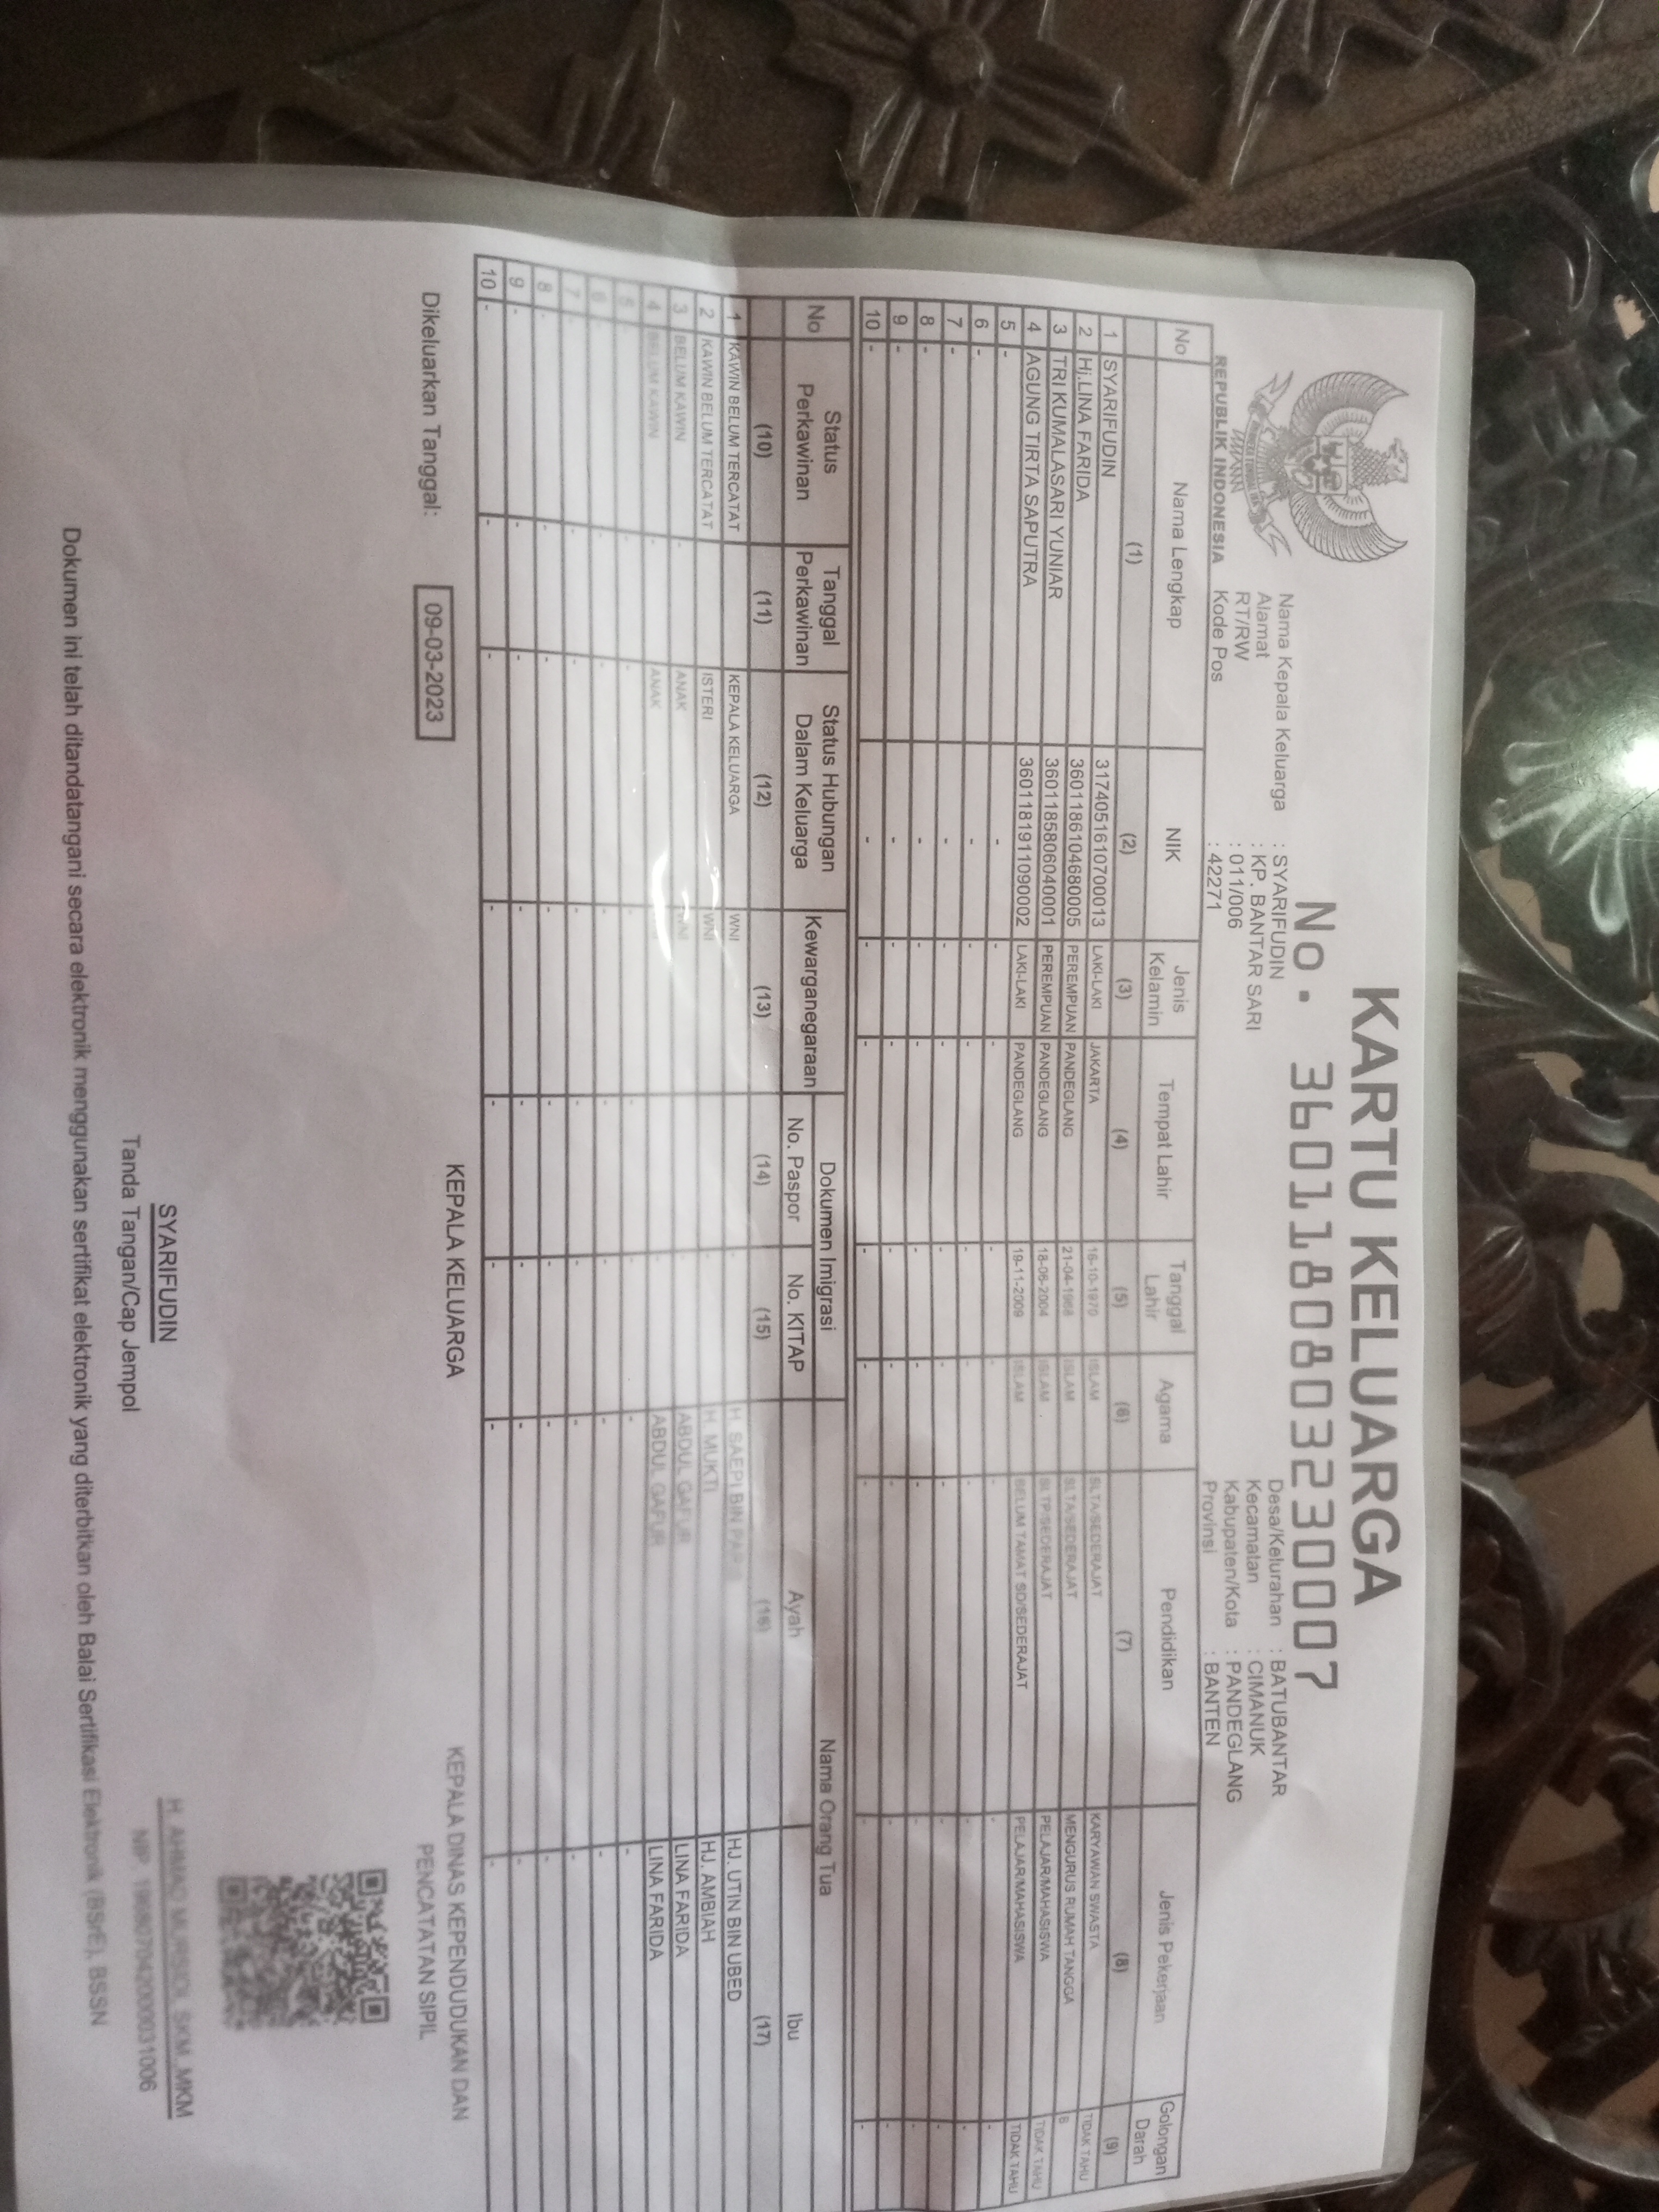 KARTU KELUARGA
No. 3601180803230007
REPUBLIK INDONESIA
Nama Kepala Keluarga : SYARIFUDIN
Alamat : KP. BANTAR SARI
RT/RW : 011/006
Kode Pos : 42271
Desa/Kelurahan : BATUBANTAR
Kecamatan : CIMANUK
Kabupaten/Kota : PANDEGLANG
Provinsi : BANTEN
No Nama Lengkap NIK Jenis Kelamin Tempat Lahir Tanggal Lahir Agama Pendidikan Jenis Pekerjaan Golongan Darah
(1) (2) (3) (4) (5) (6) (7) (8) (9)
1 SYARIFUDIN 3174051610700013 LAKI-LAKI JAKARTA 16-10-1970 ISLAM SLTA/SEDERAJAT KARYAWAN SWASTA TIDAK TAHU
2 Hj.LINA FARIDA 3601186104680005 PEREMPUAN PANDEGLANG 21-04-1968 ISLAM SLTA/SEDERAJAT MENGURUS RUMAH TANGGA B
3 TRI KUMALASARI YUNIAR 3601185806040001 PEREMPUAN PANDEGLANG 18-06-2004 ISLAM SLTP/SEDERAJAT PELAJAR/MAHASISWA TIDAK TAHU
4 AGUNG TIRTA SAPUTRA 3601181911090002 LAKI-LAKI PANDEGLANG 19-11-2009 ISLAM BELUM TAMAT SD/SEDERAJAT PELAJAR/MAHASISWA TIDAK TAHU
5 - - - - - - - - -
6 - - - - - - - - -
7 - - - - - - - - -
8 - - - - - - - - -
9 - - - - - - - - -
10 - - - - - - - - -
No Status Perkawinan Tanggal Perkawinan Status Hubungan Dalam Keluarga Kewarganegaraan Dokumen Imigrasi Nama Orang Tua
No. Paspor No. KITAP Ayah Ibu
(10) (11) (12) (13) (14) (15) (16) (17)
1 KAWIN BELUM TERCATAT KEPALA KELUARGA WNI - H. SAEPI BIN HJ. UTIN BIN UBED
2 KAWIN BELUM TERCATAT ISTERI WNI - - H. MUKTI HJ. AMBIAH
3 BELUM KAWIN - ANAK WNI ABDUL GAFUR LINA FARIDA
4 BELUM KAWIN - ANAK ABDUL GAFUR LINA FARIDA
5 - - - - - - - -
6 - - - - - - - -
7 - - - - - - - -
8 - - - - - - - -
9 - - - - - - - -
10 - - - - - - - -
Dikeluarkan Tanggal: 09-03-2023
KEPALA KELUARGA
SYARIFUDIN
Tanda Tangan/Cap Jempol
KEPALA DINAS KEPENDUDUKAN DAN
PENCATATAN SIPIL
H. AHMAD MURSIDI, SKM.,MKM
NIP. 196807042000031006
Dokumen ini telah ditandatangani secara elektronik menggunakan sertifikat elektronik yang diterbitkan oleh Balai Sertifikasi Elektronik (BSrE), BSSN